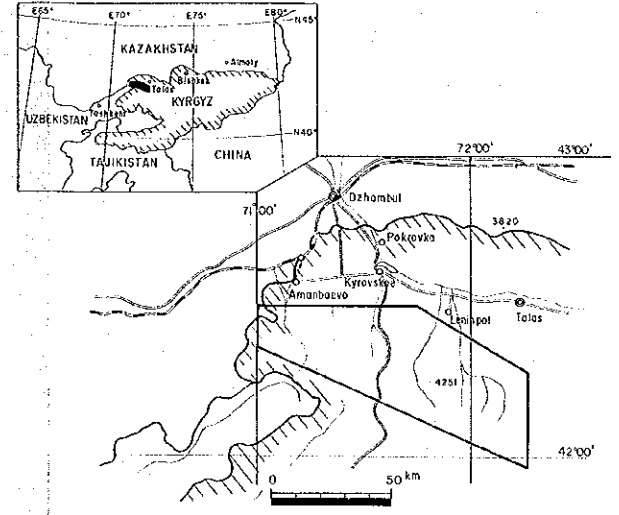 E65° E70° E75° E80°
N45°
KAZAKHSTAN
Almaty
Bishkek
Talas
KYRGYZ
UZBEKISTAN
Tashkent
N40°
CHINA
TAJIKISTAN
72°00' 43°00'
71°00'
Dzhambul
3820
Pokrovka
Kyrovskoe
Amanbaevo
Leninpol
Talas
4251
42°00'
0 50 km